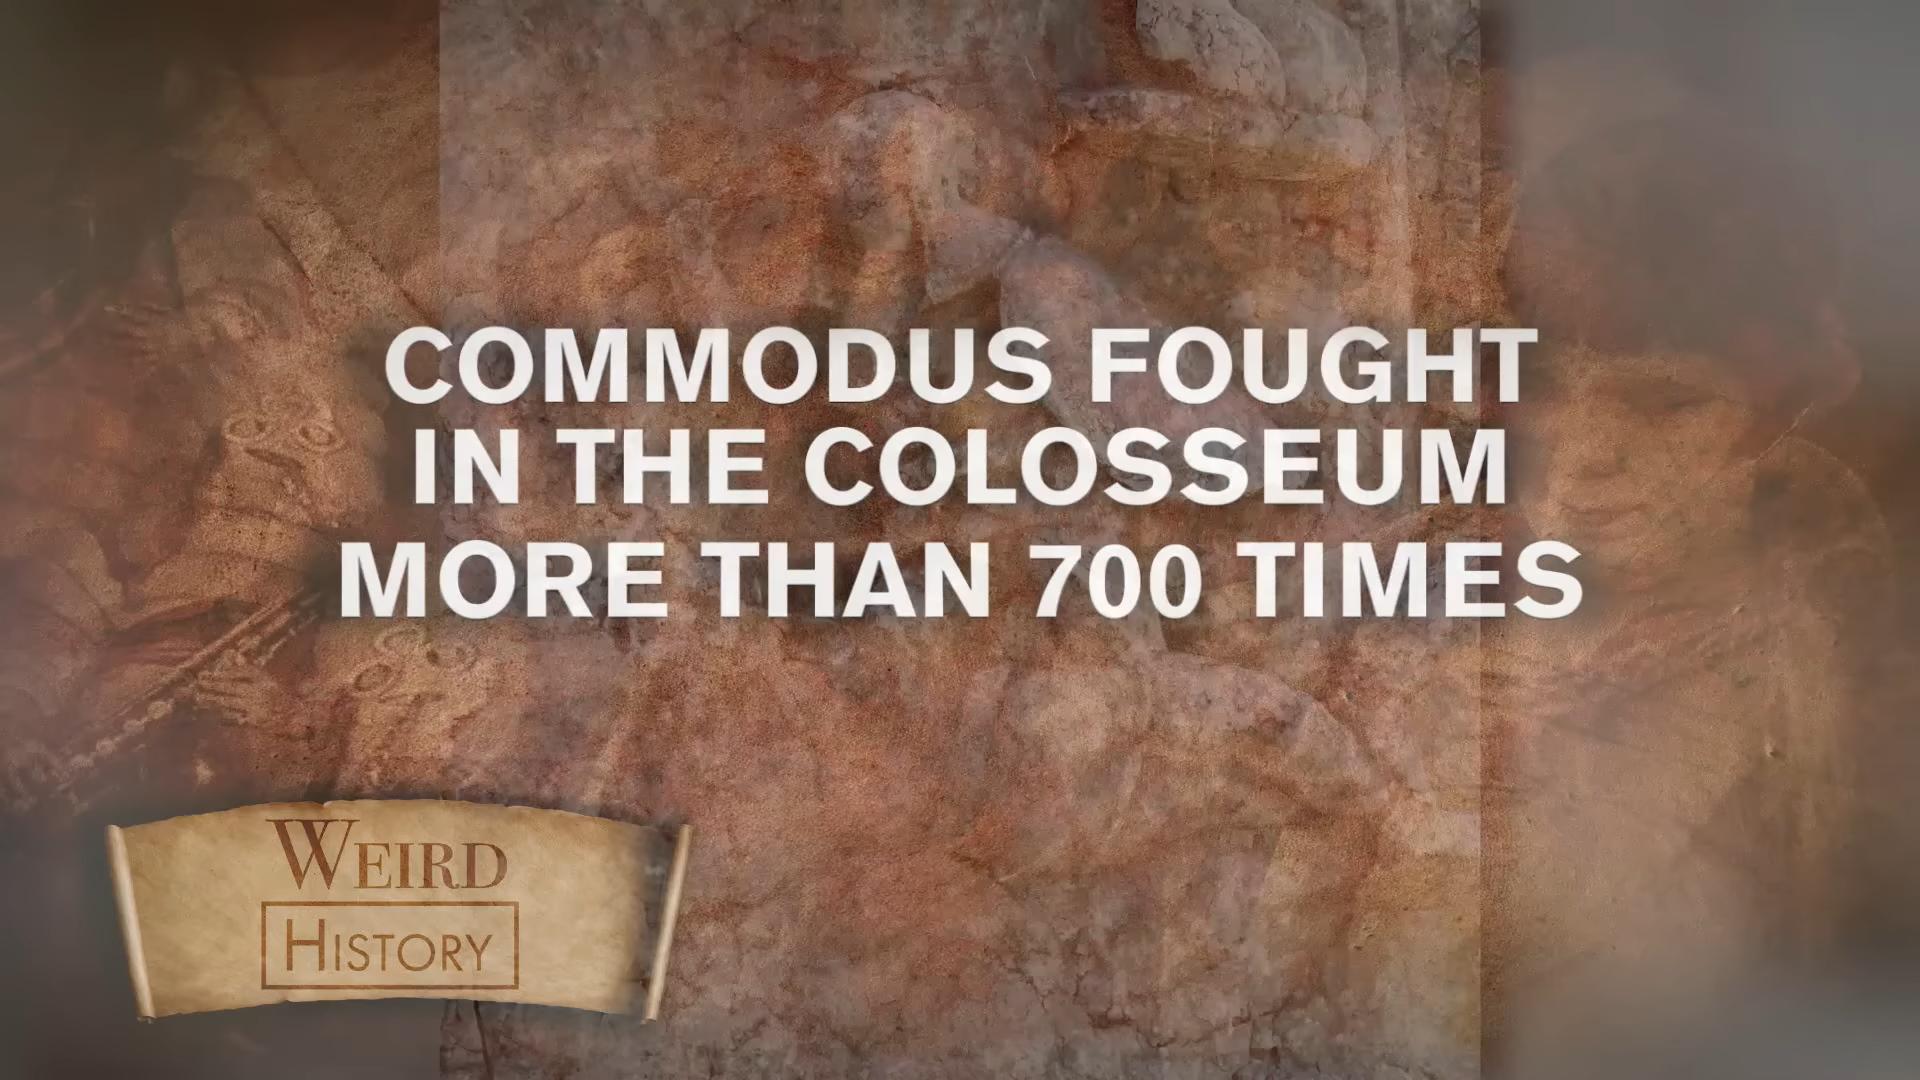 COMMODUS FOUGHT
IN THE COLOSSEUM
MORE THAN 700 TIMES
WEIRD
HISTORY